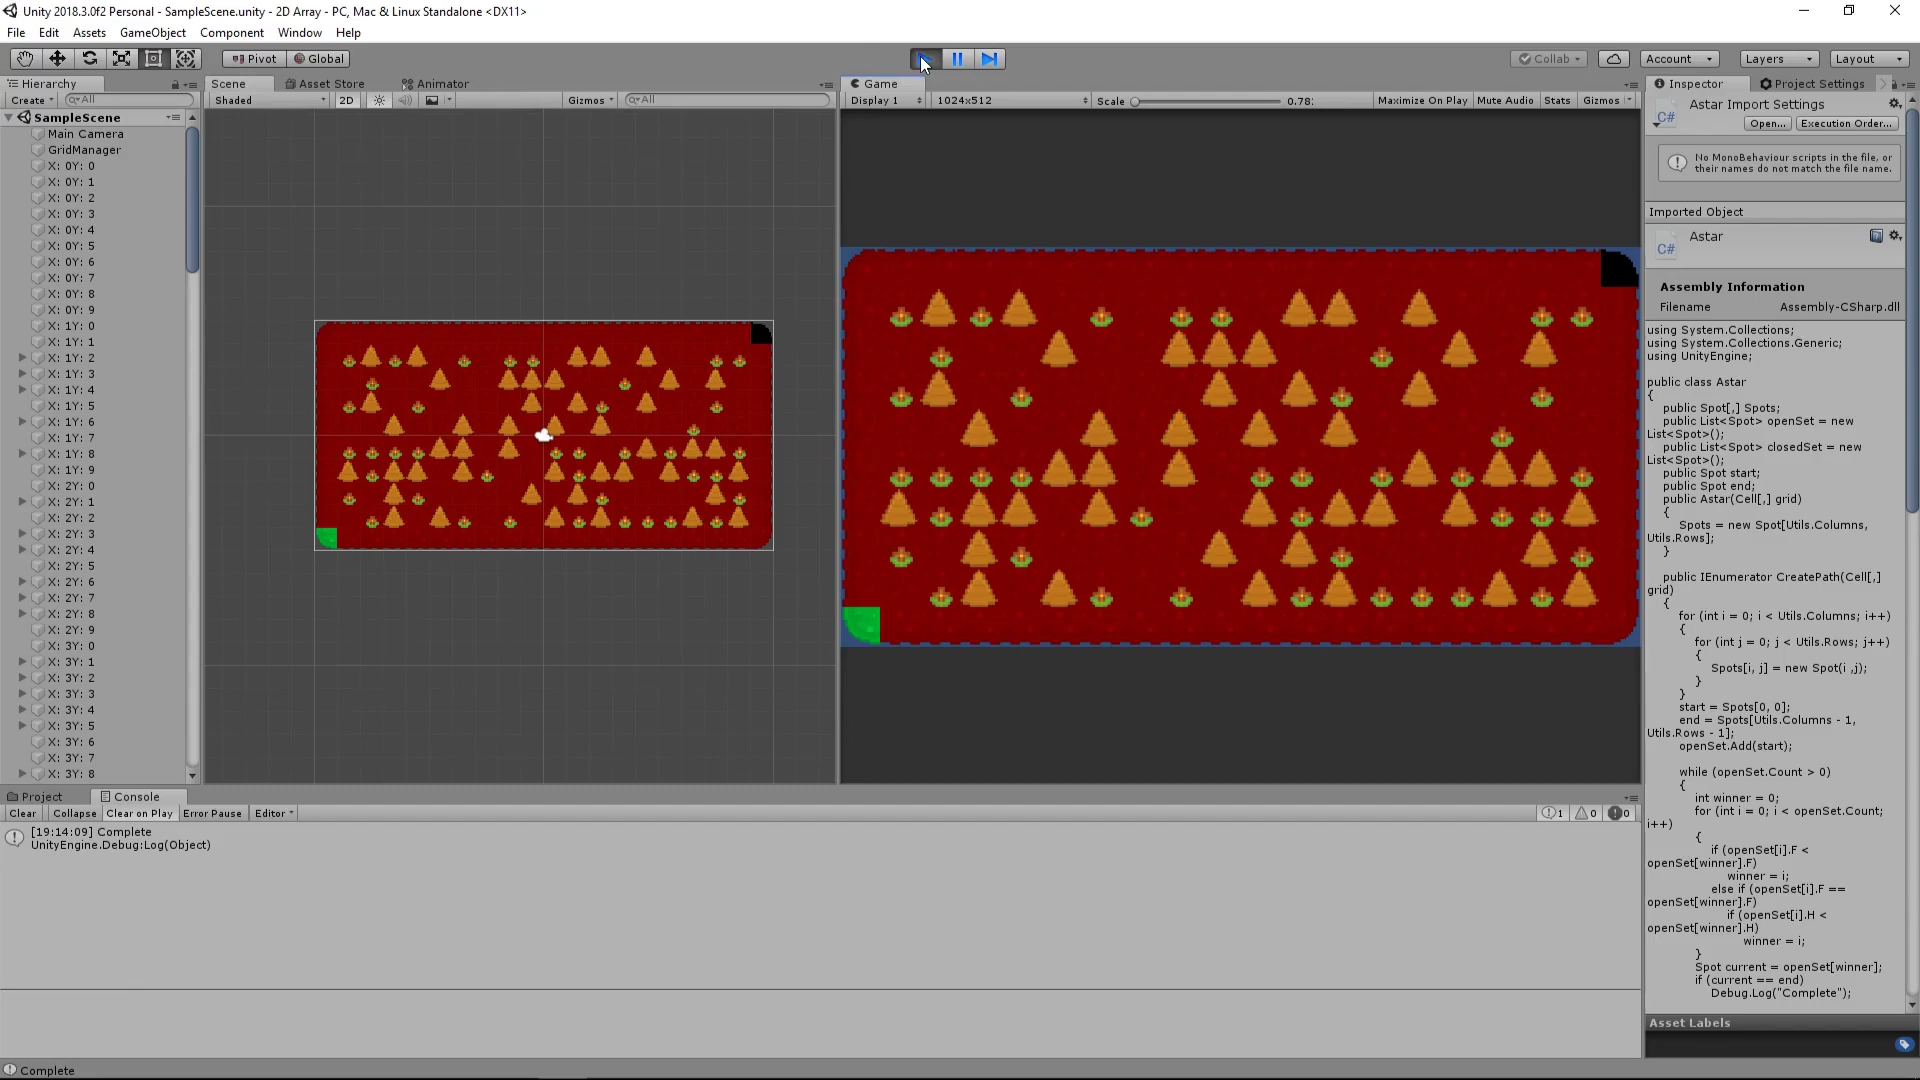 Unity 2018.3.0f2 Personal - SampleScene.unity - 2D Array - PC, Mac & Linux Standalone <DX11>
File Edit Assets GameObject Component Window Help
Pivot Global
Collab Account Layers Layout
Hierarchy
Create All
SampleScene
Main Camera
GridManager
X: 0Y: 0
X: 0Y: 1
X: 0Y: 2
X: 0Y: 3
X: 0Y: 4
X: 0Y: 5
X: 0Y: 6
X: 0Y: 7
X: 0Y: 8
X: 0Y: 9
X: 1Y: 0
X: 1Y: 1
X: 1Y: 2
X: 1Y: 3
X: 1Y: 4
X: 1Y: 5
X: 1Y: 6
X: 1Y: 7
X: 1Y: 8
X: 1Y: 9
X: 2Y: 0
X: 2Y: 1
X: 2Y: 2
X: 2Y: 3
X: 2Y: 4
X: 2Y: 5
X: 2Y: 6
X: 2Y: 7
X: 2Y: 8
X: 2Y: 9
X: 3Y: 0
X: 3Y: 1
X: 3Y: 2
X: 3Y: 3
X: 3Y: 4
X: 3Y: 5
X: 3Y: 6
X: 3Y: 7
X: 3Y: 8
Scene Asset Store Animator
Shaded 2D Gizmos All
Game
Display 1 1024x512 Scale 0.78: Maximize On Play Mute Audio Stats Gizmos
Inspector Project Settings
Astar Import Settings
C#
Open... Execution Order...
No MonoBehaviour scripts in the file, or
their names do not match the file name.
Imported Object
C# Astar
Assembly Information
Filename Assembly-CSharp.dll
using System.Collections;
using System.Collections.Generic;
using UnityEngine;
public class Astar
{
public Spot[,] Spots;
public List<Spot> openSet = new
List<Spot>();
public List<Spot> closedSet = new
List<Spot>();
public Spot start;
public Spot end;
public Astar(Cell[,] grid)
{
Spots = new Spot[Utils.Columns,
Utils.Rows];
}
public IEnumerator CreatePath(Cell[,]
grid)
{
for (int i = 0; i < Utils.Columns; i++)
{
for (int j = 0; j < Utils.Rows; j++)
{
Spots[i, j] = new Spot(i ,j);
}
}
start = Spots[0, 0];
end = Spots[Utils.Columns - 1,
Utils.Rows - 1];
openSet.Add(start);
while (openSet.Count > 0)
{
int winner = 0;
for (int i = 0; i < openSet.Count;
i++)
{
if (openSet[i].F <
openSet[winner].F)
winner = i;
else if (openSet[i].F ==
openSet[winner].F)
if (openSet[i].H <
openSet[winner].H)
winner = i;
}
Spot current = openSet[winner];
if (current == end)
Debug.Log("Complete");
Asset Labels
Project Console
Clear Collapse Clear on Play Error Pause Editor 1 0 0
[19:14:09] Complete
UnityEngine.Debug:Log(Object)
Complete